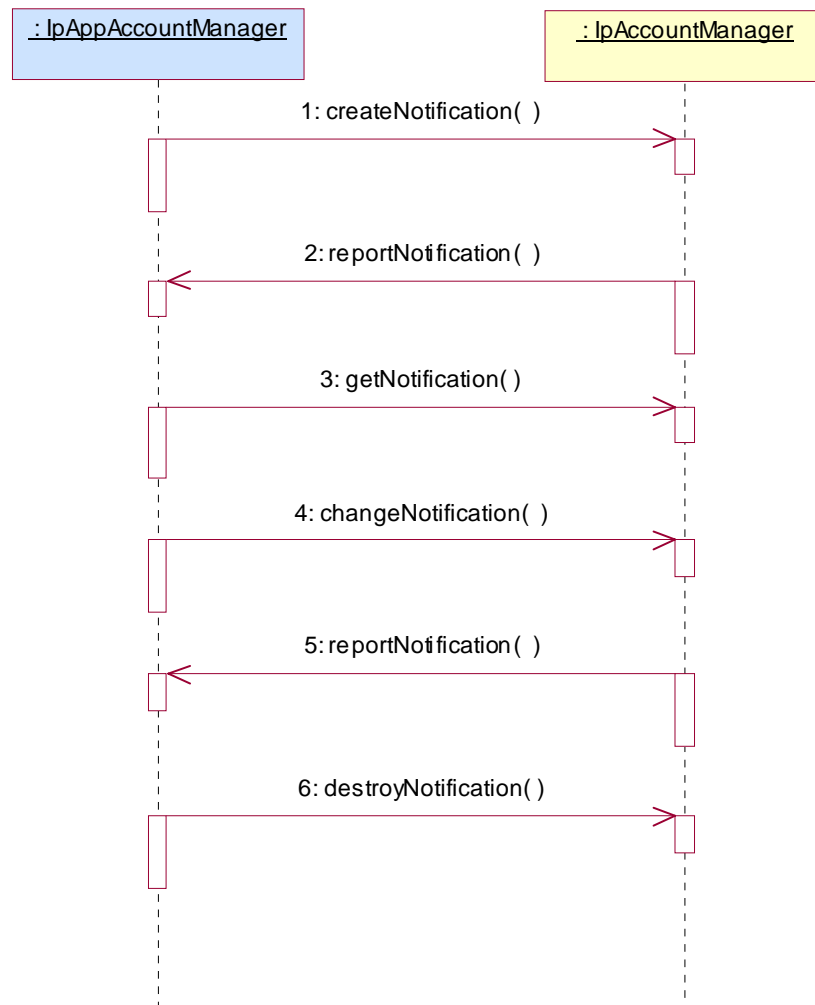 : IpAppAccountManager
: IpAccountManager
1: createNotification( )
2: reportNotification( )
3: getNotification( )
4: changeNotification( )
5: reportNotification( )
6: destroyNotification( )